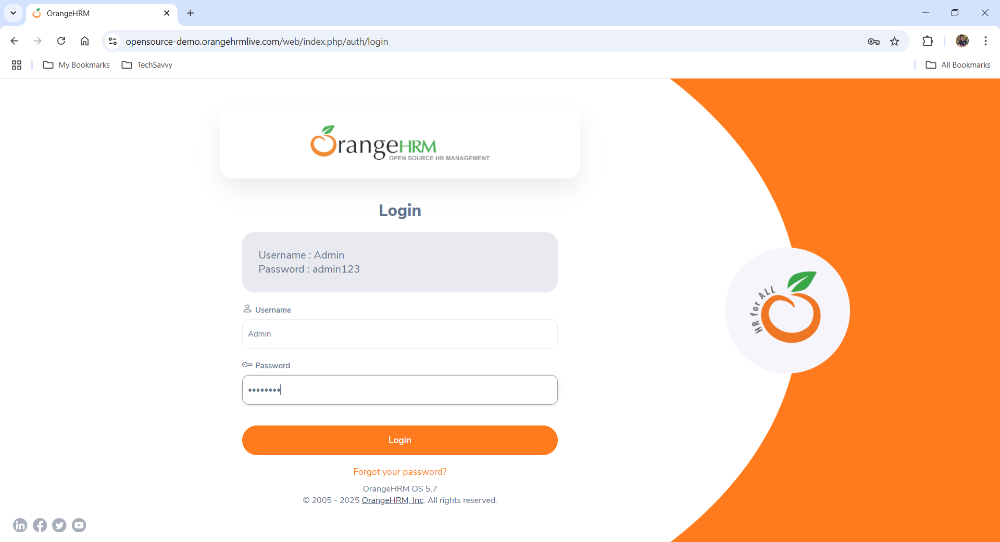 OrangeHRM
opensource-demo.orangehrmlive.com/web/index.php/auth/login
My Bookmarks
TechSavvy
All Bookmarks
OrangeHRM
OPEN SOURCE HR MANAGEMENT
Login
Username : Admin
Password : admin123
Username
Admin
Password
••••••••
Login
Forgot your password?
OrangeHRM OS 5.7
© 2005 - 2025 OrangeHRM, Inc. All rights reserved.
HR for ALL